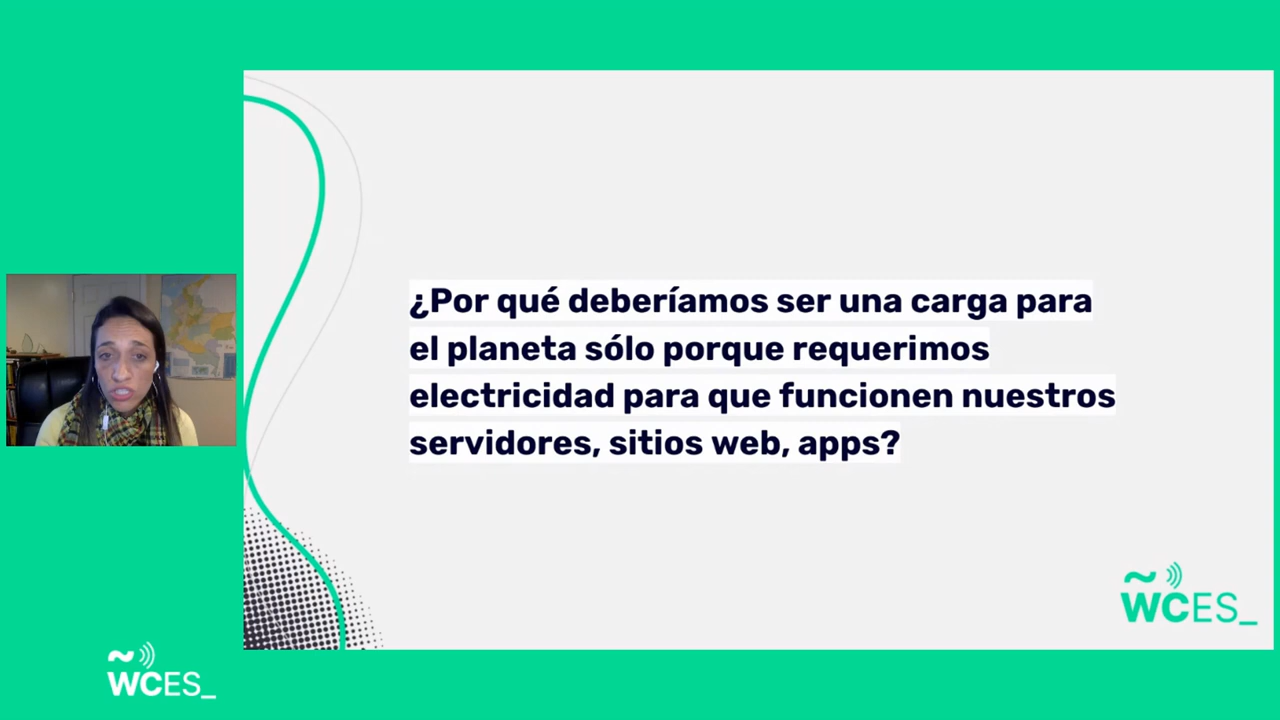 ¿Por qué deberíamos ser una carga para
el planeta sólo porque requerimos
electricidad para que funcionen nuestros
servidores, sitios web, apps?
~
WCES_
~
WCES_